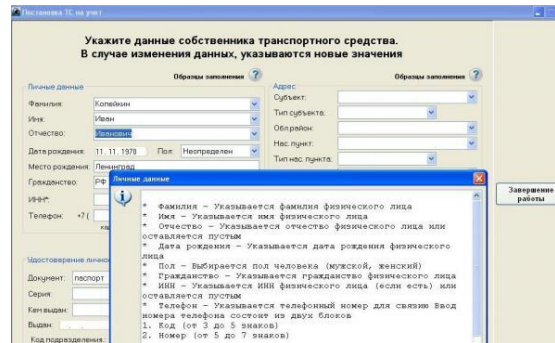 Постановка ТС на учет
Укажите данные собственника транспортного средства.
В случае изменения данных, указываются новые значения
Образцы заполнения ?
Образцы заполнения ?
Личные данные
Фамилия: Копейкин
Имя: Иван
Отчество: Иванович
Дата рождения: 11. 11. 1970 Пол: Неопределен
Место рождения: Ленинград
Гражданство: РФ
ИНН*:
Телефон: +7 (
Адрес
Субъект:
Тип субъекта:
Обл.район:
Нас. пункт:
Тип нас. пункта:
Завершение
работы
Удостоверение лично
Документ: паспорт
Серия:
Кем выдан:
Выдан:
Код подразделения:
Личные данные
* Фамилия – Указывается фамилия физического лица
* Имя – Указывается имя физического лица
* Отчество – Указывается отчество физического лица или
оставляется пустым
* Дата рождения – Указывается дата рождения физического
лица
* Пол – Выбирается пол человека (мужской, женский)
* Гражданство – Указывается гражданство физического лица
* ИНН – Указывается ИНН физического лица (если есть) или
оставляется пустым
* Телефон – Указывается телефонный номер для связи Ввод
номера телефона состоит из двух блоков
1. Код (от 3 до 5 знаков)
2. Номер (от 5 до 7 знаков)